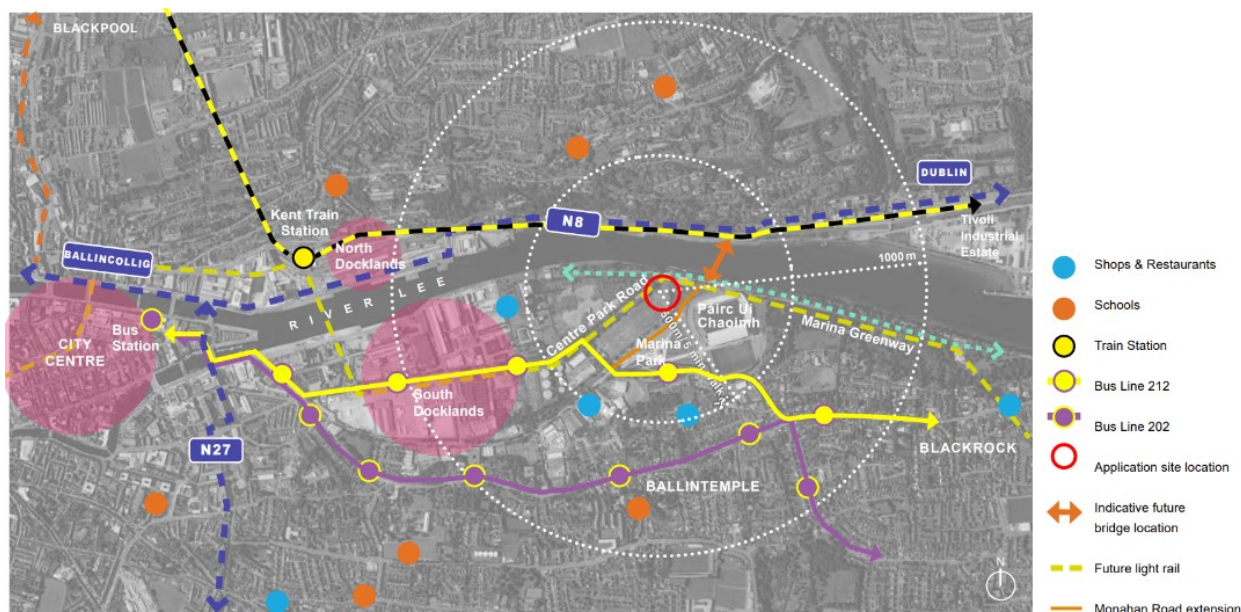 BLACKPOOL
DUBLIN
Kent Train
Station
N8
Tivoli
Industrial
Estate
North
Docklands
BALLINCOLLIG
1000m
RIVER LEE
Centre Park Road
Pairc Ui
Chaoimh
Marina Greenway
Bus
Station
CITY
CENTRE
Marina
Park
South
Docklands
N27
BLACKROCK
BALLINTEMPLE
N
Shops & Restaurants
Schools
Train Station
Bus Line 212
Bus Line 202
Application site location
Indicative future
bridge location
Future light rail
Monahan Road extension